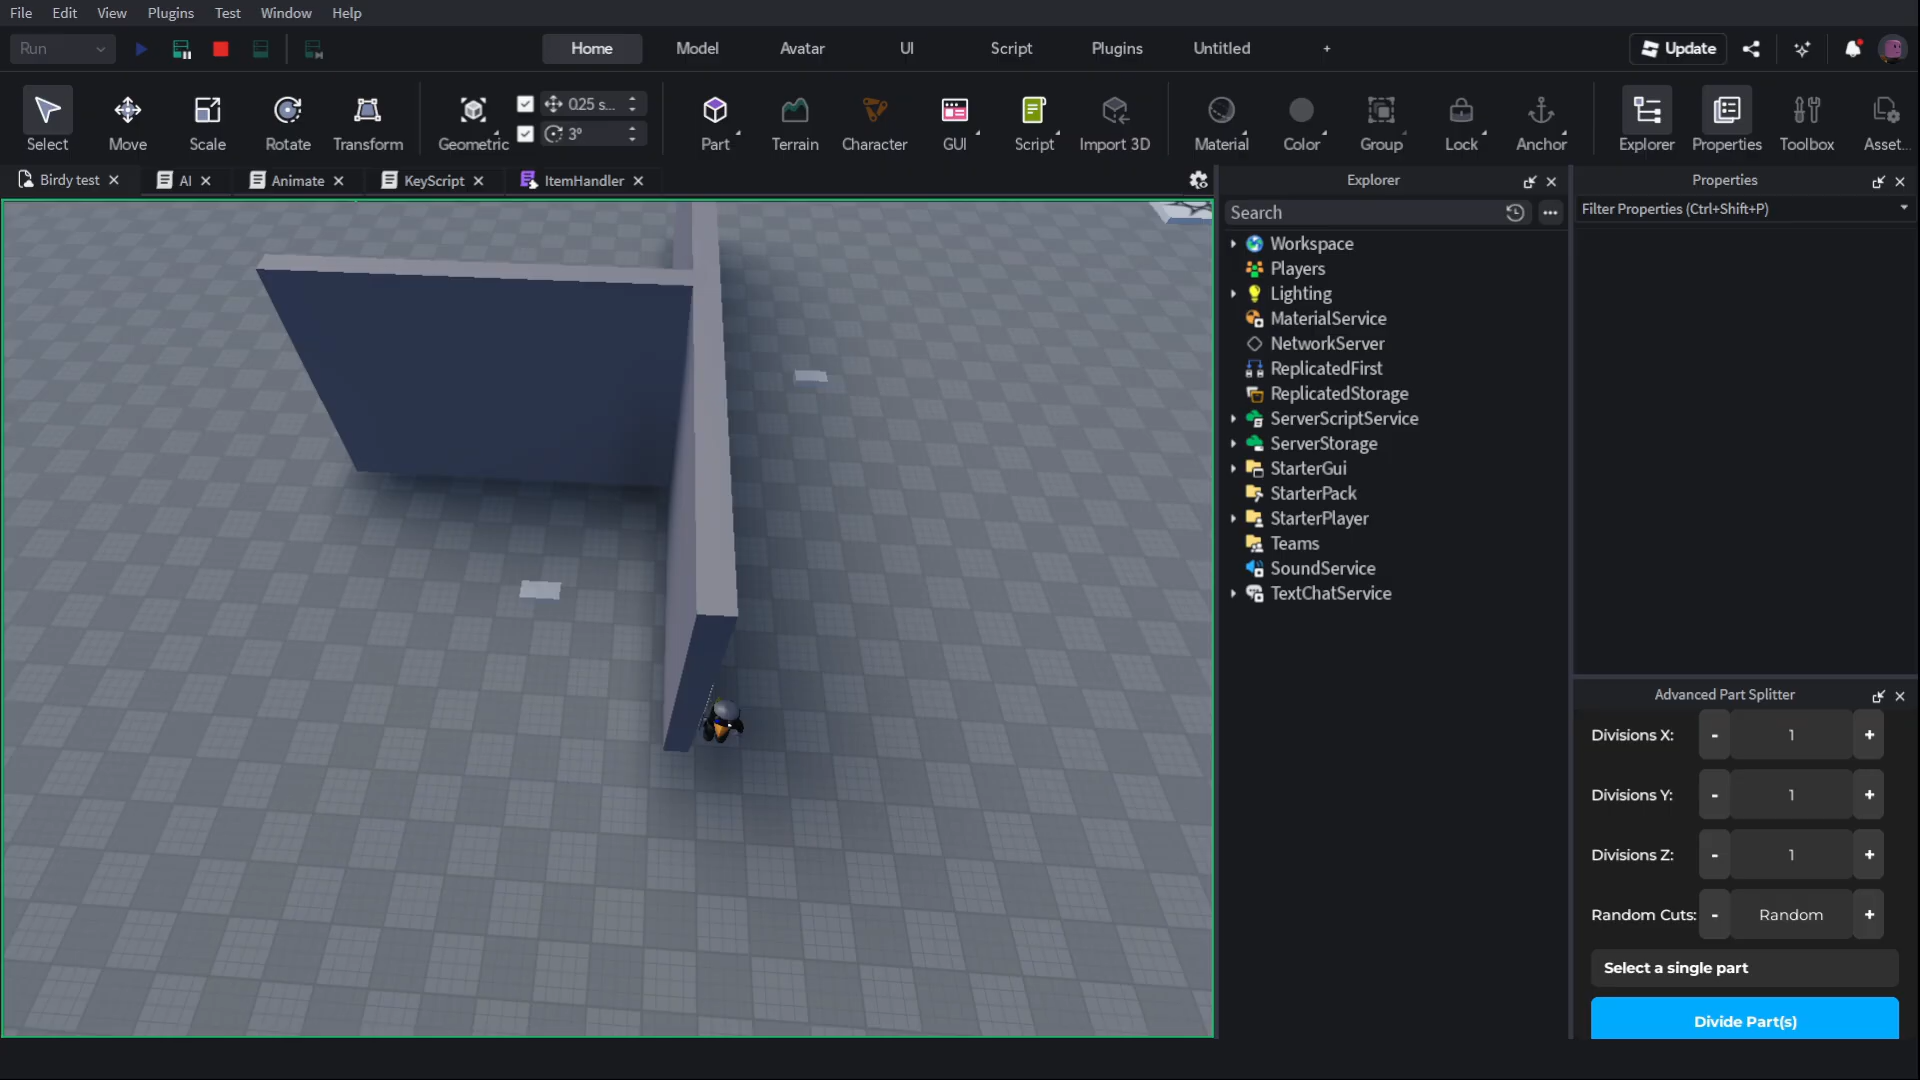 File Edit View Plugins Test Window Help
Run Home Model Avatar UI Script Plugins Untitled + Update
0.25 s...
3°
Select Move Scale Rotate Transform Geometric Part Terrain Character GUI Script Import 3D Material Color Group Lock Anchor Explorer Properties Toolbox Asset...
Birdy test AI Animate KeyScript ItemHandler
Explorer
Search
Workspace
Players
Lighting
MaterialService
NetworkServer
ReplicatedFirst
ReplicatedStorage
ServerScriptService
ServerStorage
StarterGui
StarterPack
StarterPlayer
Teams
SoundService
TextChatService
Properties
Filter Properties (Ctrl+Shift+P)
Advanced Part Splitter
Divisions X: - 1 +
Divisions Y: - 1 +
Divisions Z: - 1 +
Random Cuts: - Random +
Select a single part
Divide Part(s)